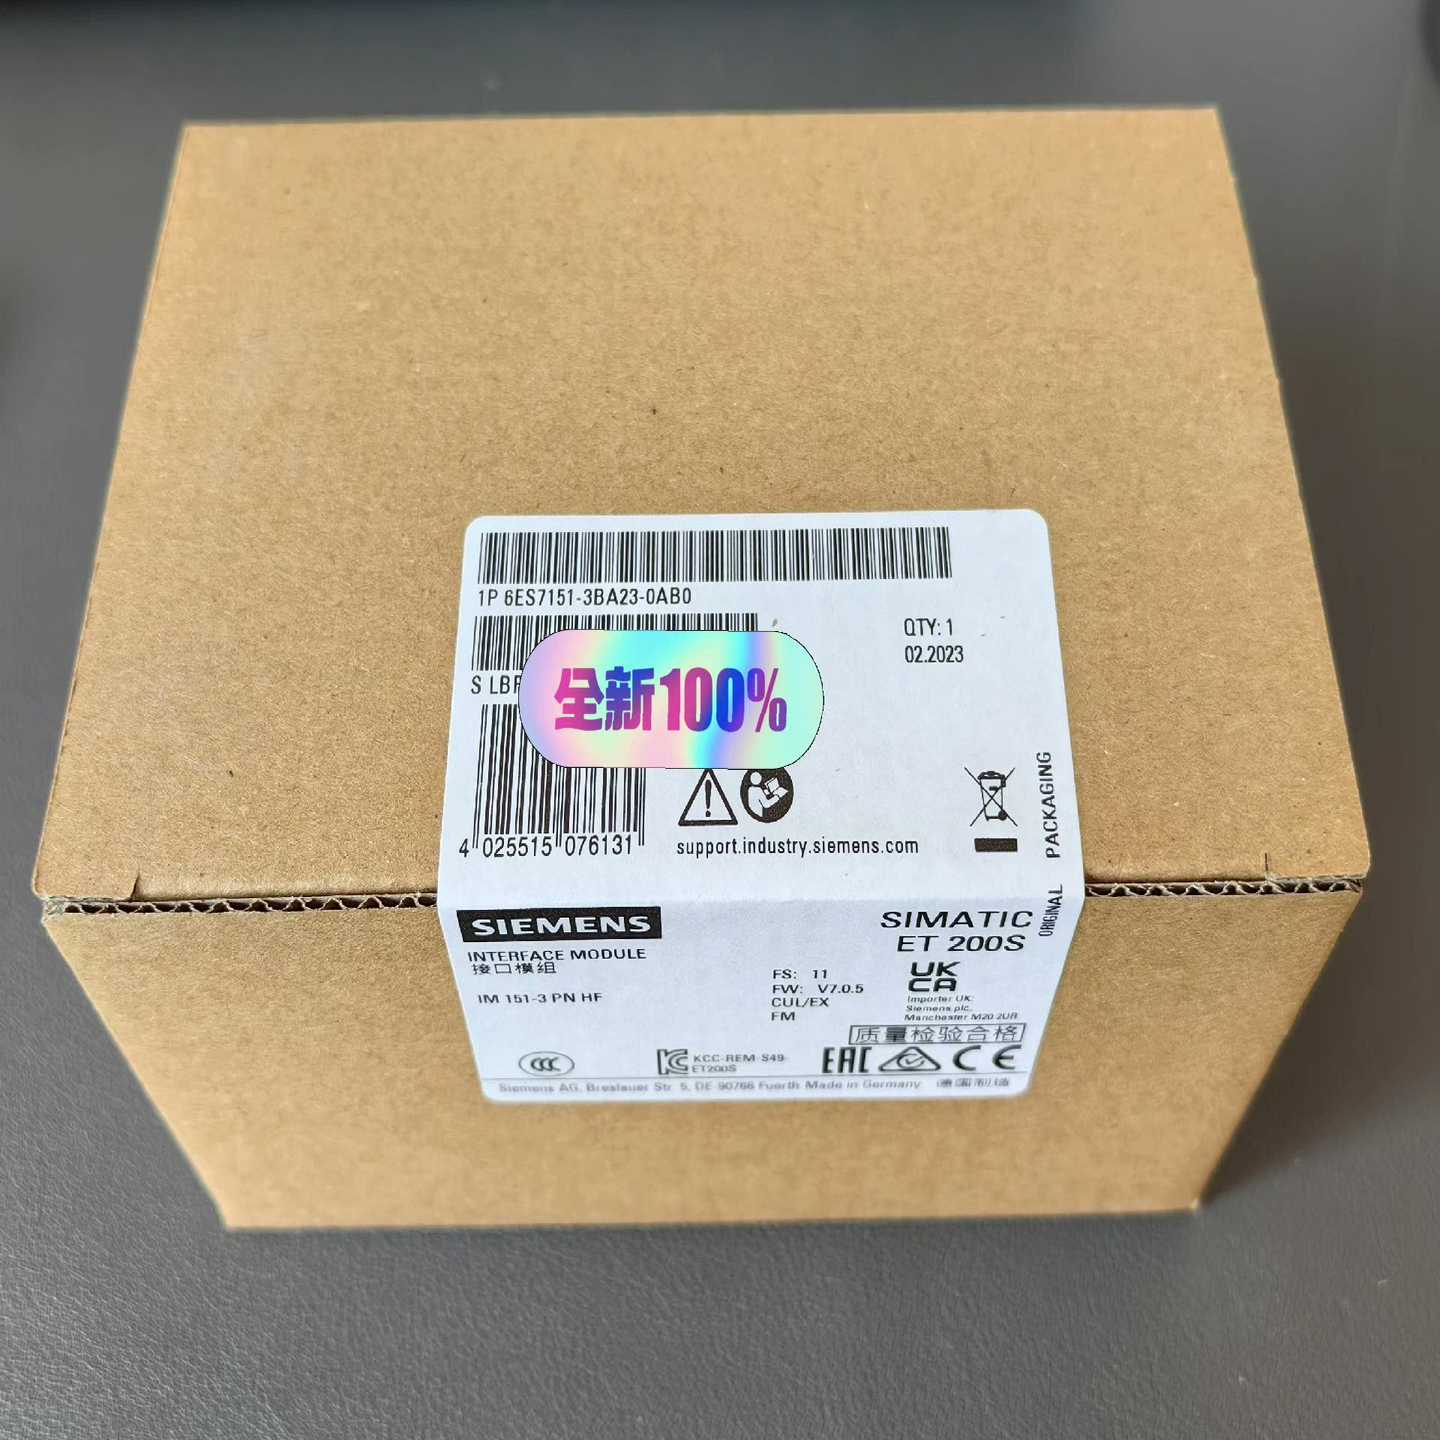 1P 6ES7151-3BA23-0AB0
QTY: 1
02.2023
S LBF
全新100%
4 025515 076131
support.industry.siemens.com
ORIGINAL PACKAGING
SIEMENS
SIMATIC
ET 200S
INTERFACE MODULE
接口模组
IM 151-3 PN HF
FS: 11
FW: V7.0.5
CUL/EX
FM
UK
CA
Importer UK:
Siemens plc,
Manchester M20 2UR
质量检验合格
CCC
KCC-REM-S49-
ET200S
EAC
CE
Siemens AG, Breslauer Str. 5, DE-90766 Fuerth Made in Germany 德国制造